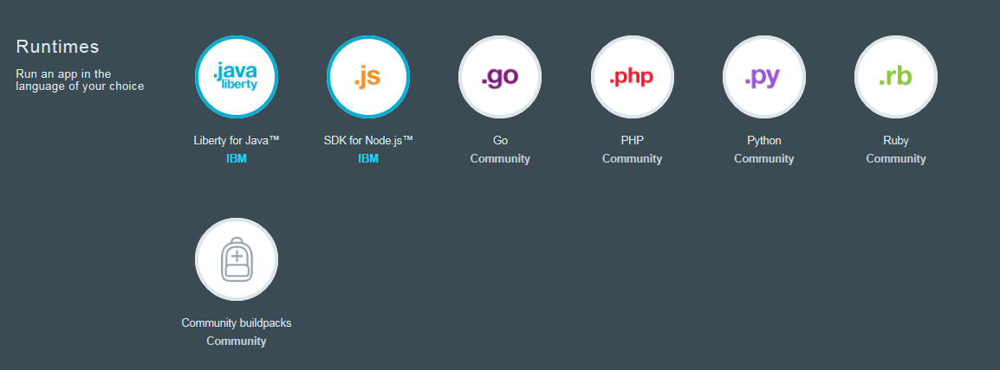 Runtimes
Run an app in the
language of your choice
.java
liberty
.js
.go
.php
.py
.rb
Liberty for Java™
SDK for Node.js™
Go
PHP
Python
Ruby
IBM
IBM
Community
Community
Community
Community
Community buildpacks
Community